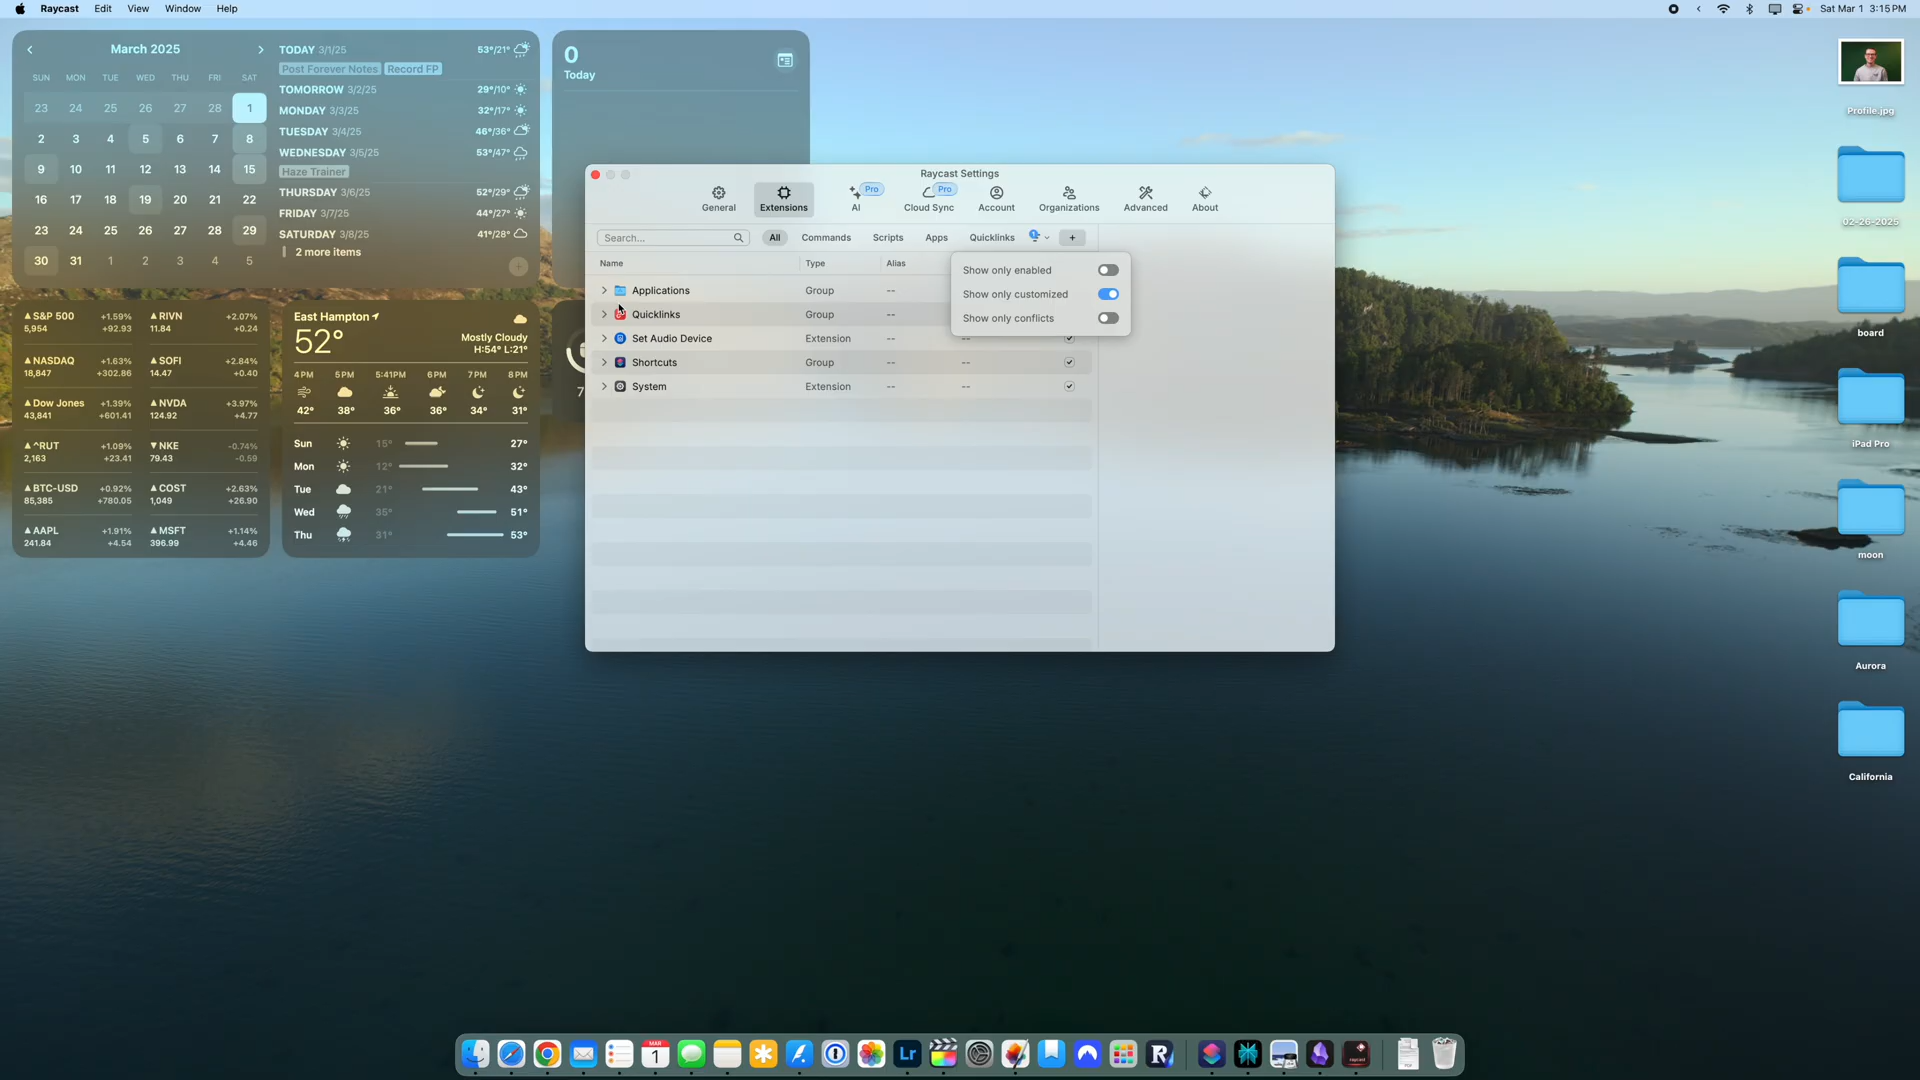 Raycast Edit View Window Help
Sat Mar 1 3:15 PM
March 2025
SUN MON TUE WED THU FRI SAT
23 24 25 26 27 28 1
2 3 4 5 6 7 8
9 10 11 12 13 14 15
16 17 18 19 20 21 22
23 24 25 26 27 28 29
30 31 1 2 3 4 5
TODAY 3/1/25 53°/21°
Post Forever Notes Record FP
TOMORROW 3/2/25 29°/10°
MONDAY 3/3/25 32°/17°
TUESDAY 3/4/25 46°/36°
WEDNESDAY 3/5/25 53°/47°
Haze Trainer
THURSDAY 3/6/25 52°/29°
FRIDAY 3/7/25 44°/27°
SATURDAY 3/8/25 41°/28°
2 more items
0
Today
S&P 500 +1.59%
5,954 +92.93
RIVN +2.07%
11.84 +0.24
NASDAQ +1.63%
18,847 +302.86
SOFI +2.84%
14.47 +0.40
Dow Jones +1.39%
43,841 +601.41
NVDA +3.97%
124.92 +4.77
^RUT +1.09%
2,163 +23.41
NKE -0.74%
79.43 -0.59
BTC-USD +0.92%
85,385 +780.05
COST +2.63%
1,049 +26.90
AAPL +1.91%
241.84 +4.54
MSFT +1.14%
396.99 +4.46
East Hampton
52°
Mostly Cloudy
H:54° L:21°
4PM 5PM 5:41PM 6PM 7PM 8PM
42° 38° 36° 36° 34° 31°
Sun 15° 27°
Mon 12° 32°
Tue 21° 43°
Wed 35° 51°
Thu 31° 53°
Raycast Settings
General
Extensions
Pro
AI
Pro
Cloud Sync
Account
Organizations
Advanced
About
Search...
All Commands Scripts Apps Quicklinks 1 +
Name Type Alias
Applications Group --
Quicklinks Group --
Set Audio Device Extension -- --
Shortcuts Group -- --
System Extension -- --
Show only enabled
Show only customized
Show only conflicts
7
Profile.jpg
02-26-2025
board
iPad Pro
moon
Aurora
California
MAR
1
Lr
R
raycast
PDF